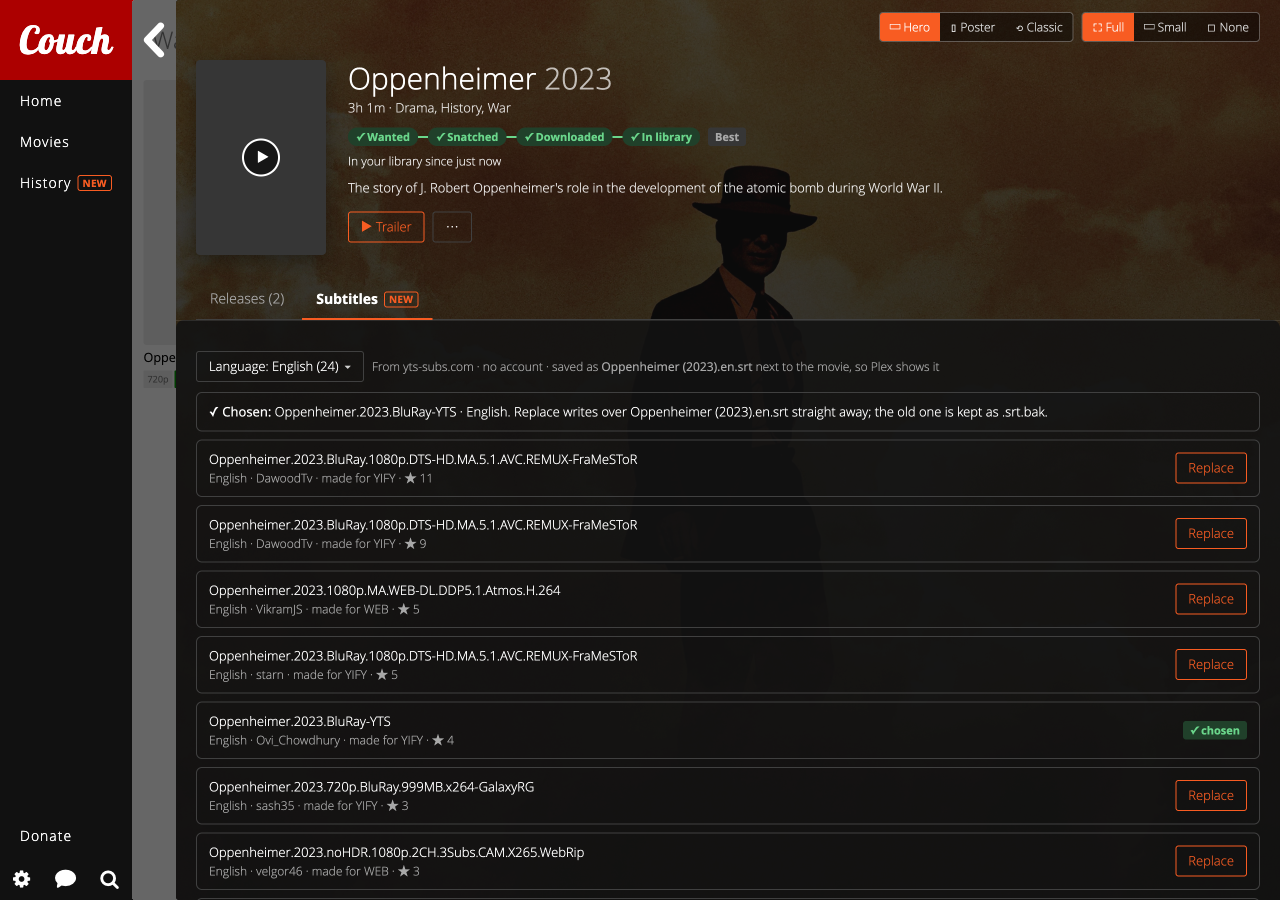 Couch
Home
Movies
History NEW
Donate
Wa
Oppe
720p
Hero Poster Classic Full Small None
Oppenheimer 2023
3h 1m · Drama, History, War
✓ Wanted ✓ Snatched ✓ Downloaded ✓ In library Best
In your library since just now
The story of J. Robert Oppenheimer's role in the development of the atomic bomb during World War II.
Trailer ···
Releases (2) Subtitles NEW
Language: English (24) From yts-subs.com · no account · saved as Oppenheimer (2023).en.srt next to the movie, so Plex shows it
✓ Chosen: Oppenheimer.2023.BluRay-YTS · English. Replace writes over Oppenheimer (2023).en.srt straight away; the old one is kept as .srt.bak.
Oppenheimer.2023.BluRay.1080p.DTS-HD.MA.5.1.AVC.REMUX-FraMeSToR
English · DawoodTv · made for YIFY · ★ 11
Replace
Oppenheimer.2023.BluRay.1080p.DTS-HD.MA.5.1.AVC.REMUX-FraMeSToR
English · DawoodTv · made for YIFY · ★ 9
Replace
Oppenheimer.2023.1080p.MA.WEB-DL.DDP5.1.Atmos.H.264
English · VikramJS · made for WEB · ★ 5
Replace
Oppenheimer.2023.BluRay.1080p.DTS-HD.MA.5.1.AVC.REMUX-FraMeSToR
English · starn · made for YIFY · ★ 5
Replace
Oppenheimer.2023.BluRay-YTS
English · Ovi_Chowdhury · made for YIFY · ★ 4
✓ chosen
Oppenheimer.2023.720p.BluRay.999MB.x264-GalaxyRG
English · sash35 · made for YIFY · ★ 3
Replace
Oppenheimer.2023.noHDR.1080p.2CH.3Subs.CAM.X265.WebRip
English · velgor46 · made for WEB · ★ 3
Replace